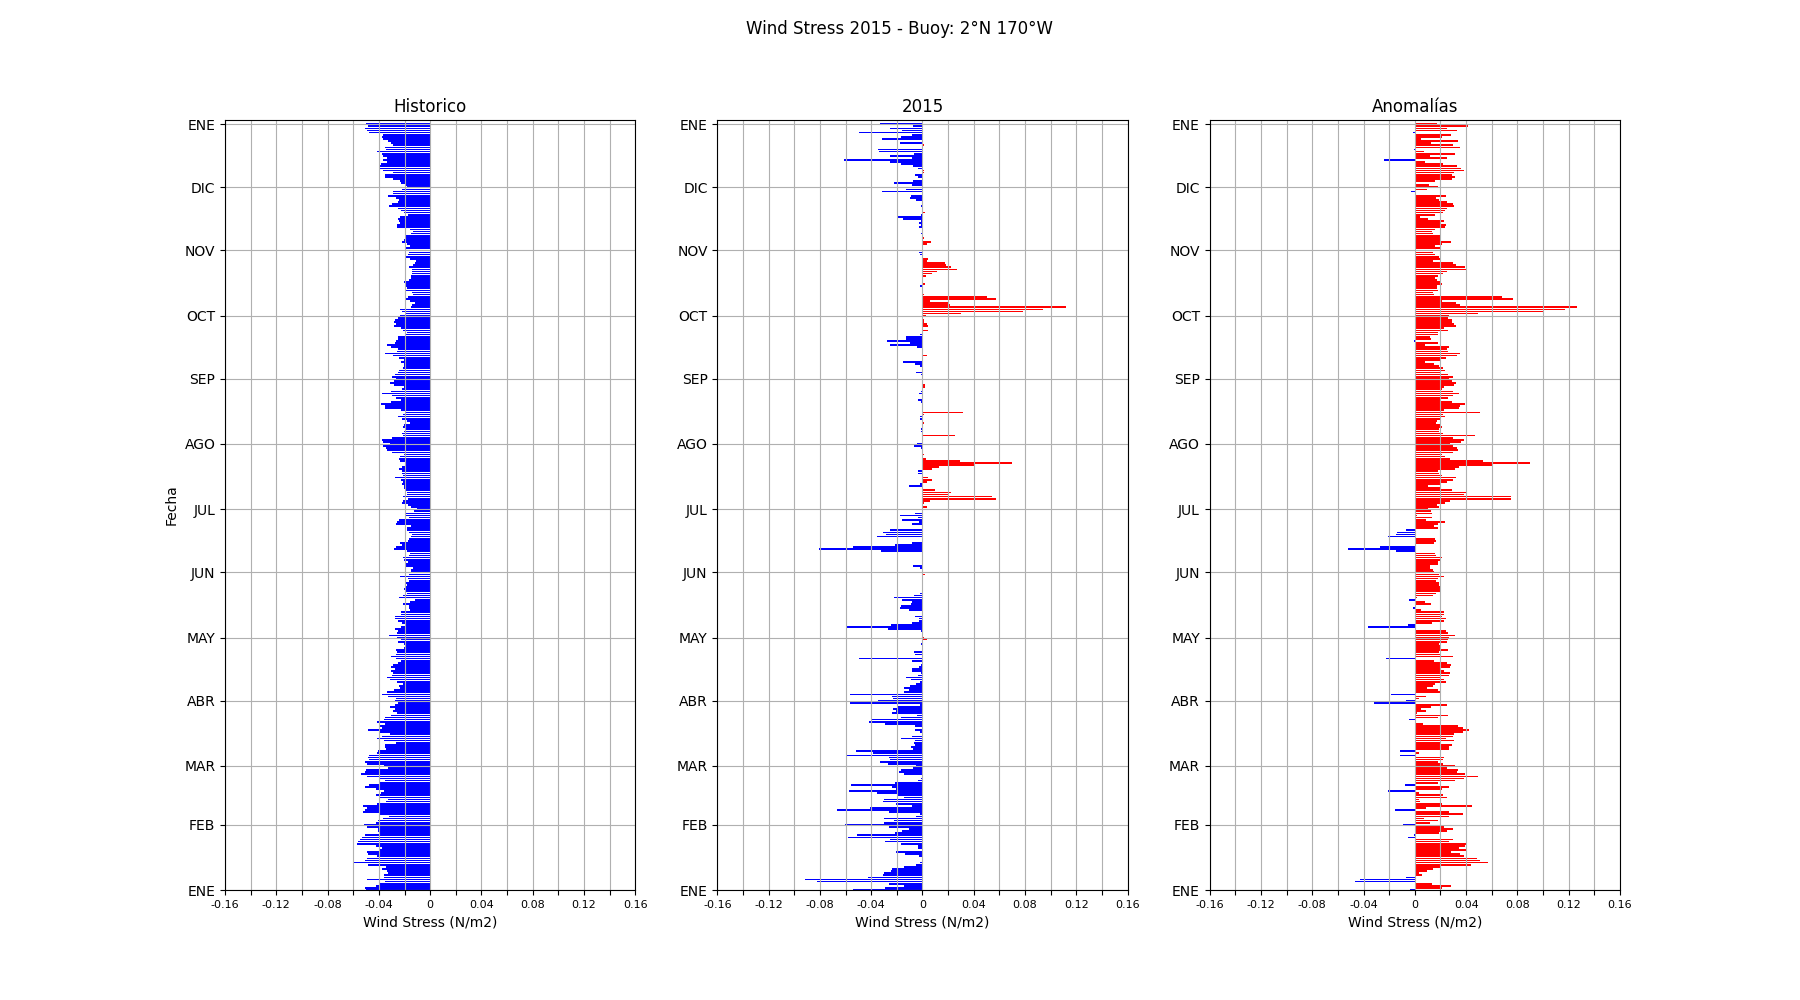 Wind Stress 2015 - Buoy: 2°N 170°W
Historico
ENE
DIC
NOV
OCT
SEP
AGO
JUL
JUN
MAY
ABR
MAR
FEB
ENE
Fecha
-0.16 -0.12 -0.08 -0.04 0 0.04 0.08 0.12 0.16
Wind Stress (N/m2)
2015
ENE
DIC
NOV
OCT
SEP
AGO
JUL
JUN
MAY
ABR
MAR
FEB
ENE
-0.16 -0.12 -0.08 -0.04 0 0.04 0.08 0.12 0.16
Wind Stress (N/m2)
Anomalías
ENE
DIC
NOV
OCT
SEP
AGO
JUL
JUN
MAY
ABR
MAR
FEB
ENE
-0.16 -0.12 -0.08 -0.04 0 0.04 0.08 0.12 0.16
Wind Stress (N/m2)